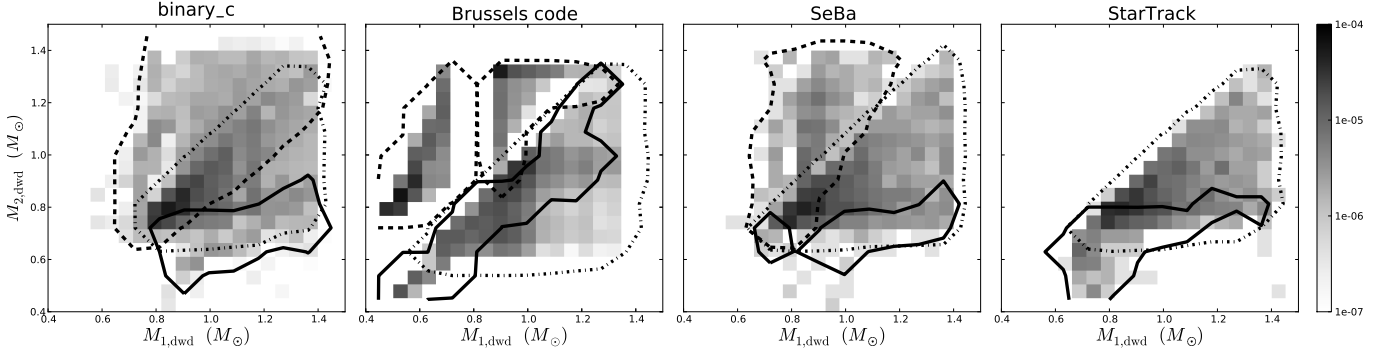 binary_c
Brussels code
SeBa
StarTrack
M2,dwd (M⊙)
1.4
1.2
1.0
0.8
0.6
0.4
0.4 0.6 0.8 1.0 1.2 1.4
0.4 0.6 0.8 1.0 1.2 1.4
0.4 0.6 0.8 1.0 1.2 1.4
0.4 0.6 0.8 1.0 1.2 1.4
M1,dwd (M⊙)
M1,dwd (M⊙)
M1,dwd (M⊙)
M1,dwd (M⊙)
1e-04
1e-05
1e-06
1e-07